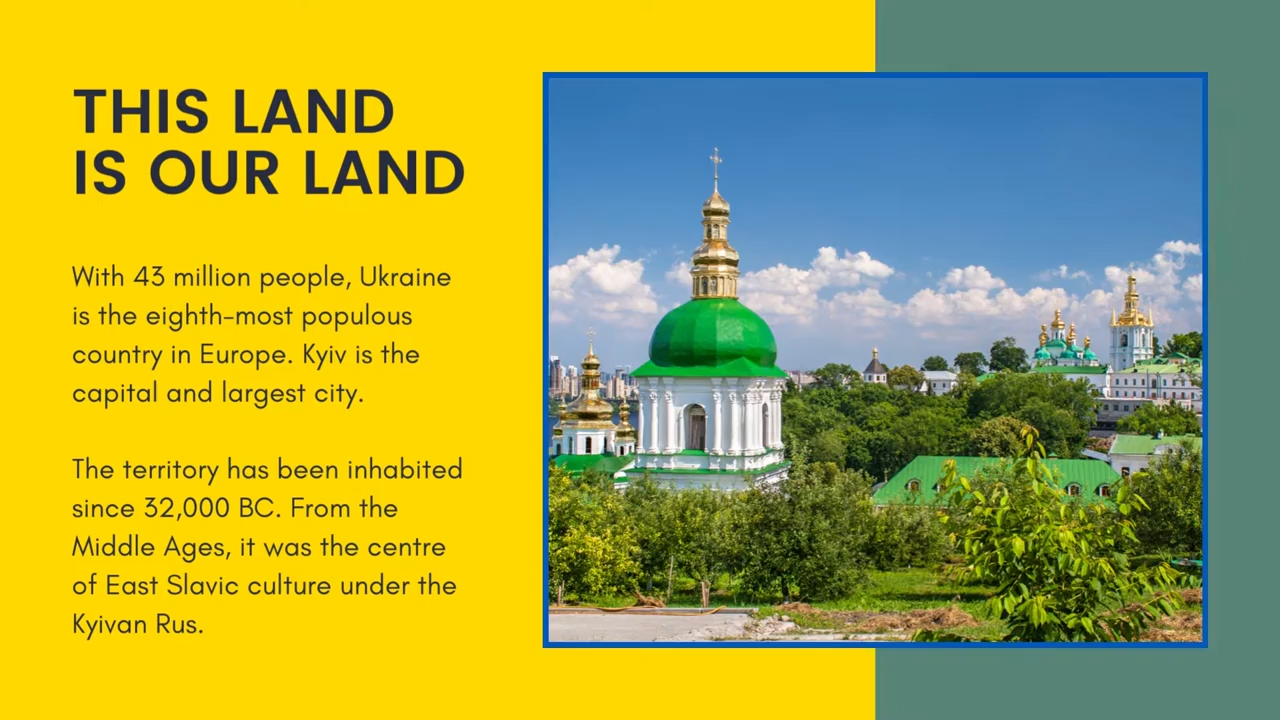 THIS LAND
IS OUR LAND
With 43 million people, Ukraine
is the eighth-most populous
country in Europe. Kyiv is the
capital and largest city.
The territory has been inhabited
since 32,000 BC. From the
Middle Ages, it was the centre
of East Slavic culture under the
Kyivan Rus.